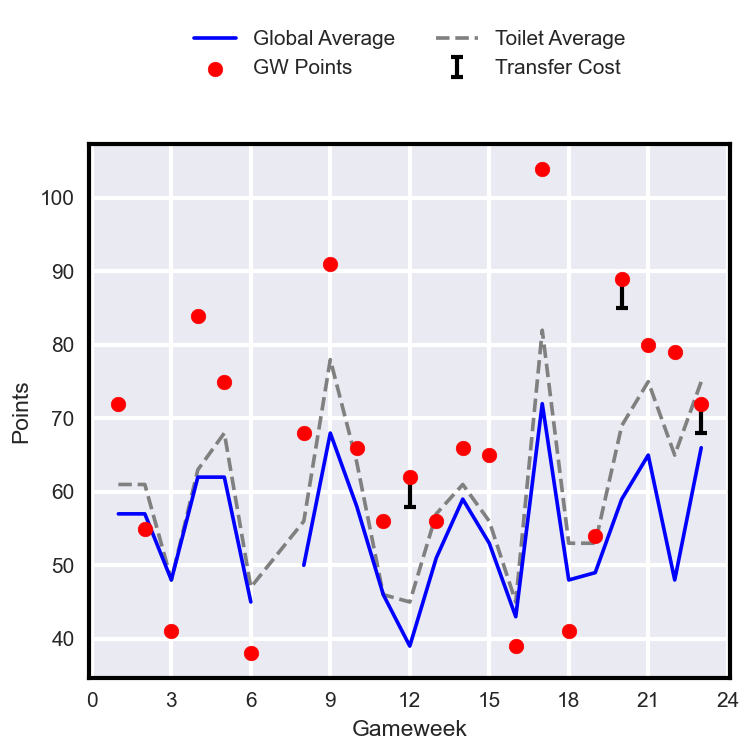 Global Average
Toilet Average
GW Points
Transfer Cost
100
90
80
70
60
50
40
Points
0 3 6 9 12 15 18 21 24
Gameweek